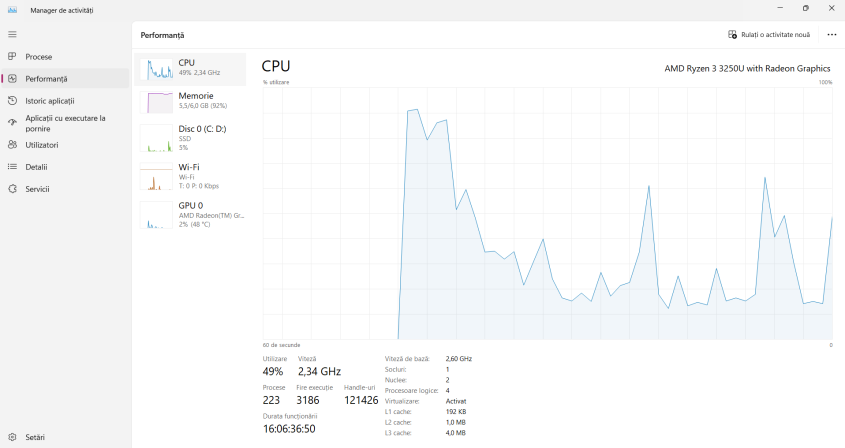 Manager de activități
Performanță
Rulați o activitate nouă
Procese
Performanță
Istoric aplicații
Aplicații cu executare la
pornire
Utilizatori
Detalii
Servicii
Setări
CPU
49% 2,34 GHz
Memorie
5,5/6,0 GB (92%)
Disc 0 (C: D:)
SSD
5%
Wi-Fi
Wi-Fi
T: 0 P: 0 Kbps
GPU 0
AMD Radeon(TM) Gr...
2% (48 °C)
CPU
AMD Ryzen 3 3250U with Radeon Graphics
% utilizare
100%
60 de secunde
0
Utilizare
Viteză
49%
2,34 GHz
Procese
Fire execuție
Handle-uri
223
3186
121426
Durata funcționării
16:06:36:50
Viteză de bază: 2,60 GHz
Socluri: 1
Nuclee: 2
Procesoare logice: 4
Virtualizare: Activat
L1 cache: 192 KB
L2 cache: 1,0 MB
L3 cache: 4,0 MB